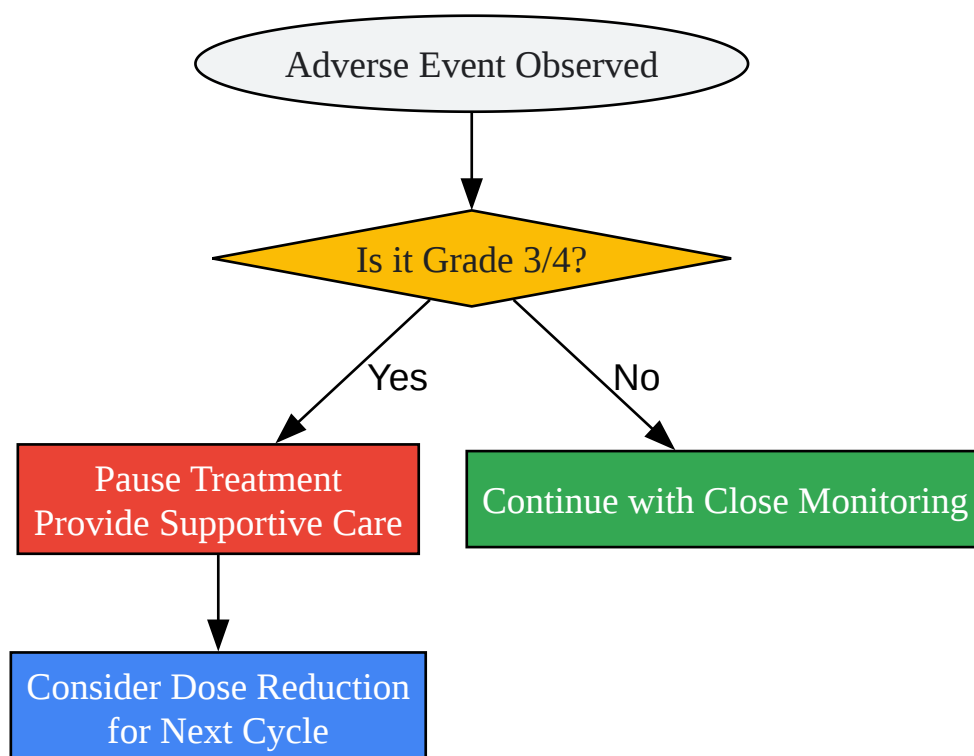 Adverse Event Observed
Is it Grade 3/4?
Yes
No
Pause Treatment
Provide Supportive Care
Continue with Close Monitoring
Consider Dose Reduction
for Next Cycle